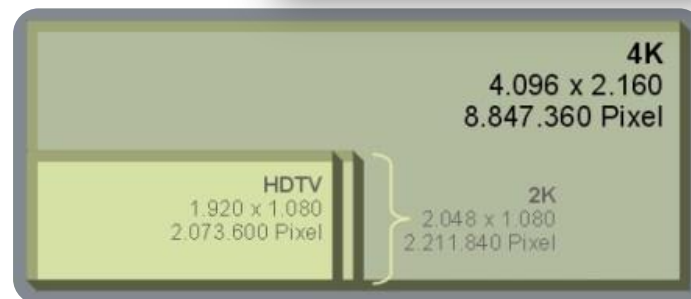 4K
4.096 x 2.160
8.847.360 Pixel
HDTV
1.920 x 1.080
2.073.600 Pixel
2K
2.048 x 1.080
2.211.840 Pixel